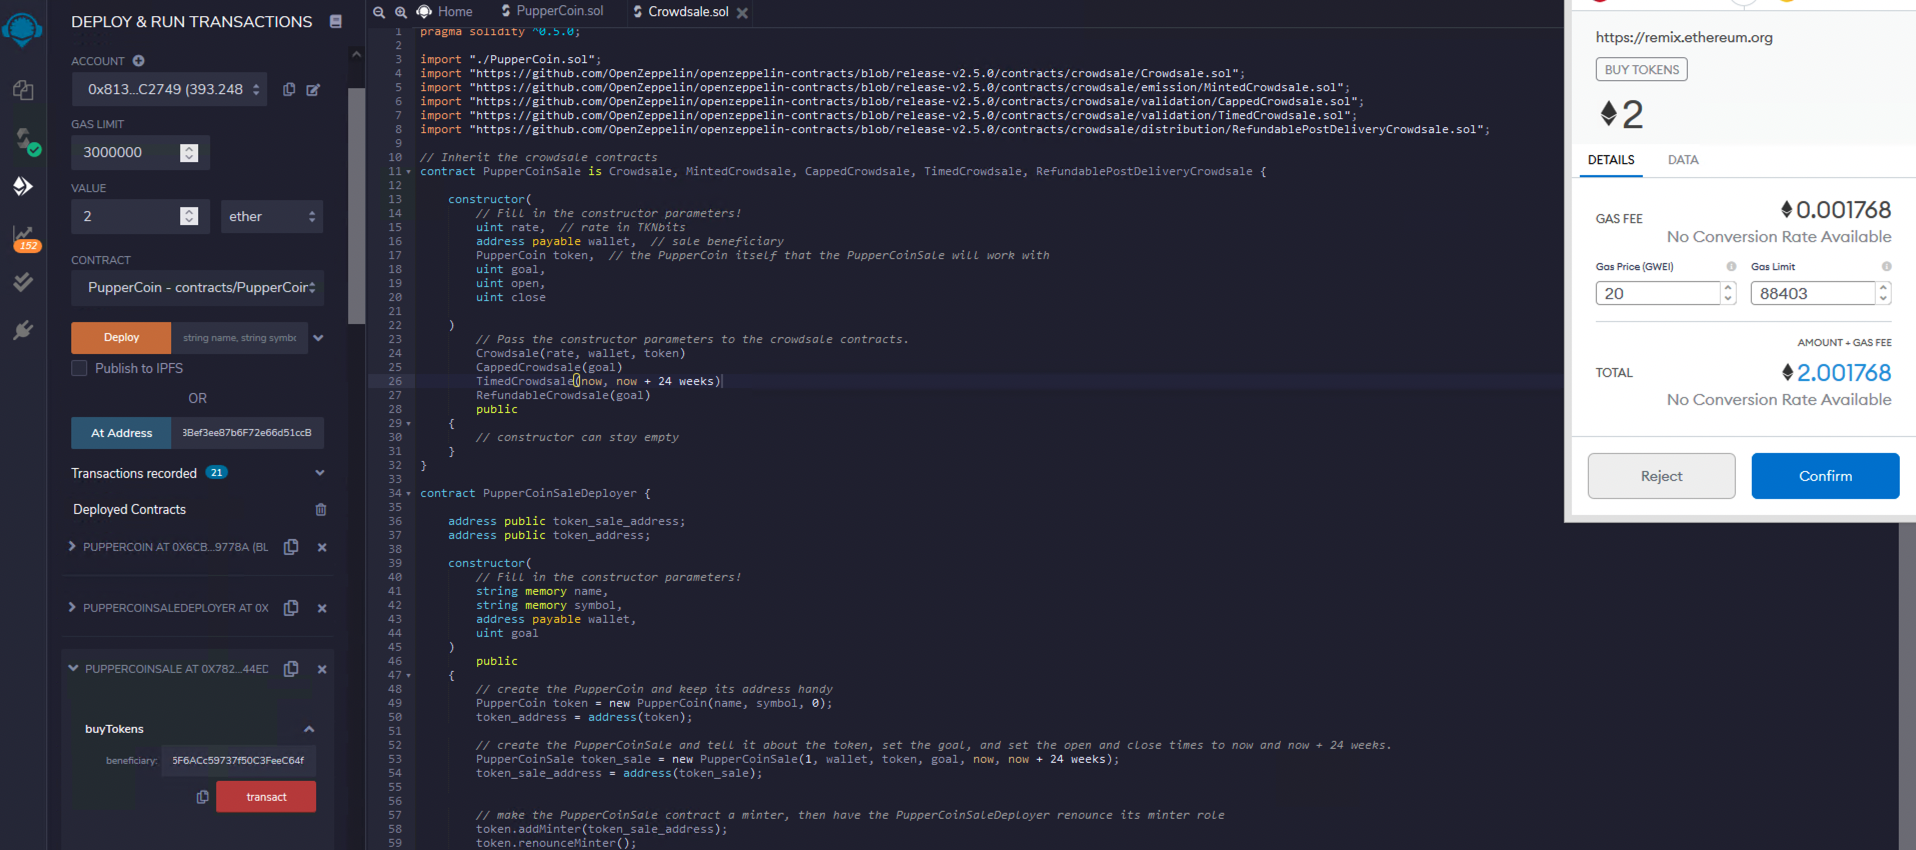 DEPLOY & RUN TRANSACTIONS
ACCOUNT
0x813...C2749 (393.248
GAS LIMIT
3000000
VALUE
2
ether
152
CONTRACT
PupperCoin - contracts/PupperCoin
Deploy
string name, string symbo
Publish to IPFS
OR
At Address
3Bef3ee87b6F72e66d51ccB
Transactions recorded 21
Deployed Contracts
PUPPERCOIN AT 0X6CB...9778A (BL
PUPPERCOINSALEDEPLOYER AT 0X
PUPPERCOINSALE AT 0X782...44ED
buyTokens
beneficiary: 5F6ACc59737f50C3FeeC64f
transact
Home
PupperCoin.sol
Crowdsale.sol
1 pragma solidity ^0.5.0;
2
3 import "./PupperCoin.sol";
4 import "https://github.com/OpenZeppelin/openzeppelin-contracts/blob/release-v2.5.0/contracts/crowdsale/Crowdsale.sol";
5 import "https://github.com/OpenZeppelin/openzeppelin-contracts/blob/release-v2.5.0/contracts/crowdsale/emission/MintedCrowdsale.sol";
6 import "https://github.com/OpenZeppelin/openzeppelin-contracts/blob/release-v2.5.0/contracts/crowdsale/validation/CappedCrowdsale.sol";
7 import "https://github.com/OpenZeppelin/openzeppelin-contracts/blob/release-v2.5.0/contracts/crowdsale/validation/TimedCrowdsale.sol";
8 import "https://github.com/OpenZeppelin/openzeppelin-contracts/blob/release-v2.5.0/contracts/crowdsale/distribution/RefundablePostDeliveryCrowdsale.sol";
9
10 // Inherit the crowdsale contracts
11 contract PupperCoinSale is Crowdsale, MintedCrowdsale, CappedCrowdsale, TimedCrowdsale, RefundablePostDeliveryCrowdsale {
12
13 constructor(
14 // Fill in the constructor parameters!
15 uint rate, // rate in TKNbits
16 address payable wallet, // sale beneficiary
17 PupperCoin token, // the PupperCoin itself that the PupperCoinSale will work with
18 uint goal,
19 uint open,
20 uint close
21
22 )
23 // Pass the constructor parameters to the crowdsale contracts.
24 Crowdsale(rate, wallet, token)
25 CappedCrowdsale(goal)
26 TimedCrowdsale(now, now + 24 weeks)
27 RefundableCrowdsale(goal)
28 public
29 {
30 // constructor can stay empty
31 }
32 }
33
34 contract PupperCoinSaleDeployer {
35
36 address public token_sale_address;
37 address public token_address;
38
39 constructor(
40 // Fill in the constructor parameters!
41 string memory name,
42 string memory symbol,
43 address payable wallet,
44 uint goal
45 )
46 public
47 {
48 // create the PupperCoin and keep its address handy
49 PupperCoin token = new PupperCoin(name, symbol, 0);
50 token_address = address(token);
51
52 // create the PupperCoinSale and tell it about the token, set the goal, and set the open and close times to now and now + 24 weeks.
53 PupperCoinSale token_sale = new PupperCoinSale(1, wallet, token, goal, now, now + 24 weeks);
54 token_sale_address = address(token_sale);
55
56
57 // make the PupperCoinSale contract a minter, then have the PupperCoinSaleDeployer renounce its minter role
58 token.addMinter(token_sale_address);
59 token.renounceMinter();
https://remix.ethereum.org
BUY TOKENS
2
DETAILS
DATA
GAS FEE
0.001768
No Conversion Rate Available
Gas Price (GWEI)
Gas Limit
20
88403
AMOUNT + GAS FEE
TOTAL
2.001768
No Conversion Rate Available
Reject
Confirm